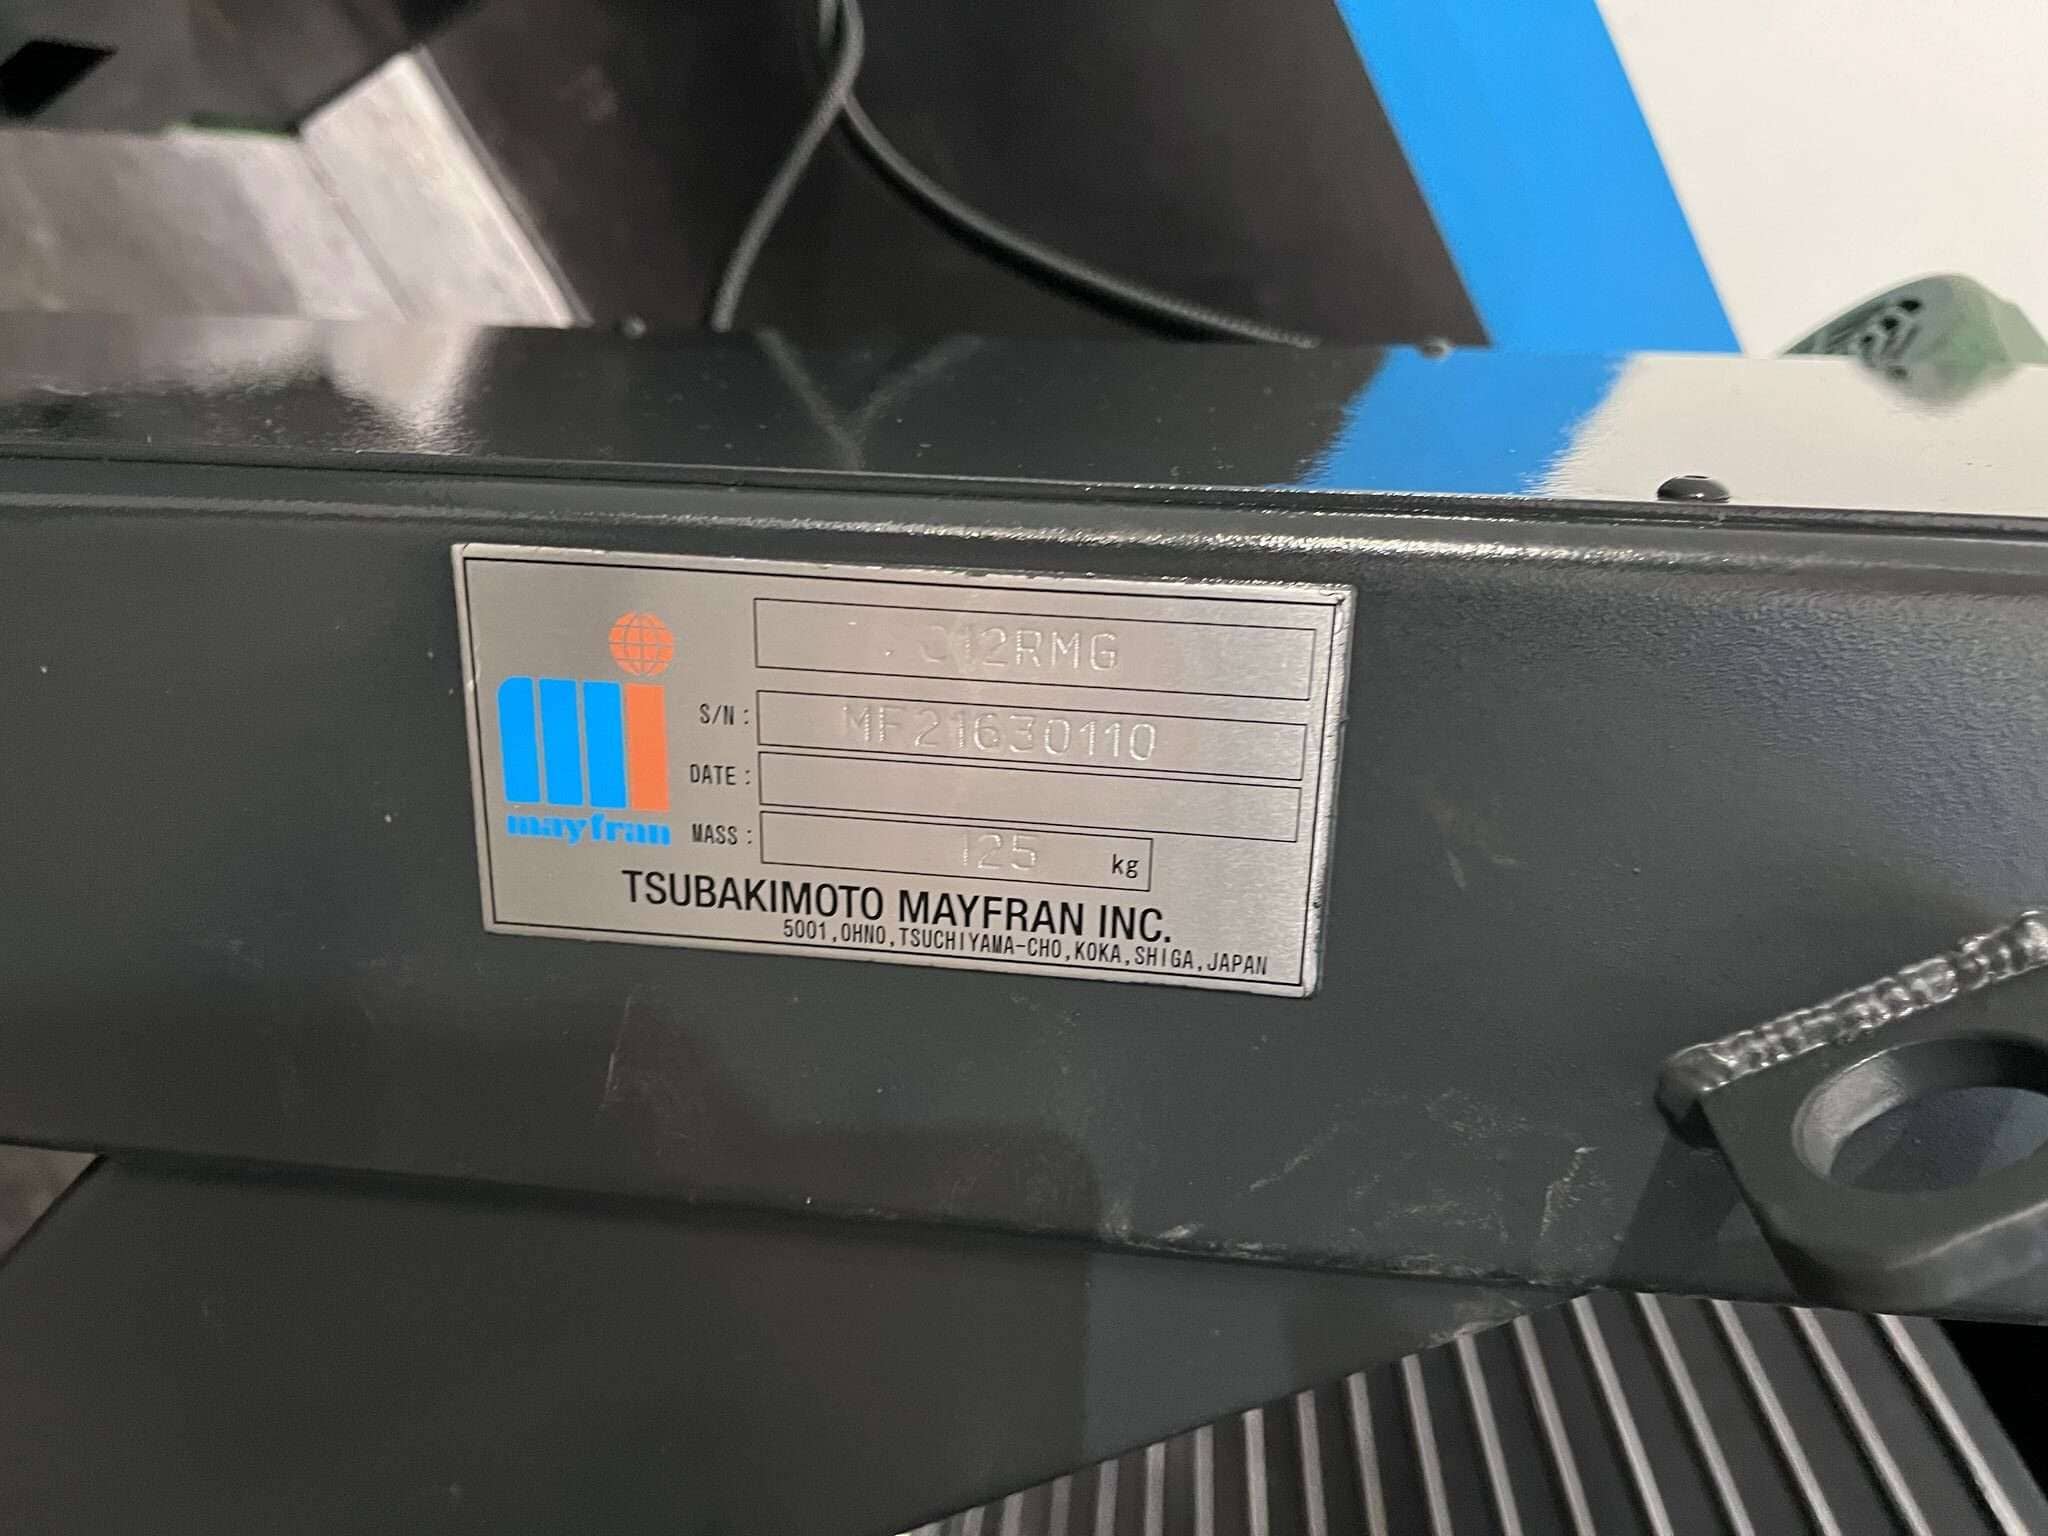 S/N: MF21630110
DATE:
MASS: 125 kg
mayfran
TSUBAKIMOTO MAYFRAN INC.
5001,OHNO,TSUCHIYAMA-CHO,KOKA,SHIGA,JAPAN